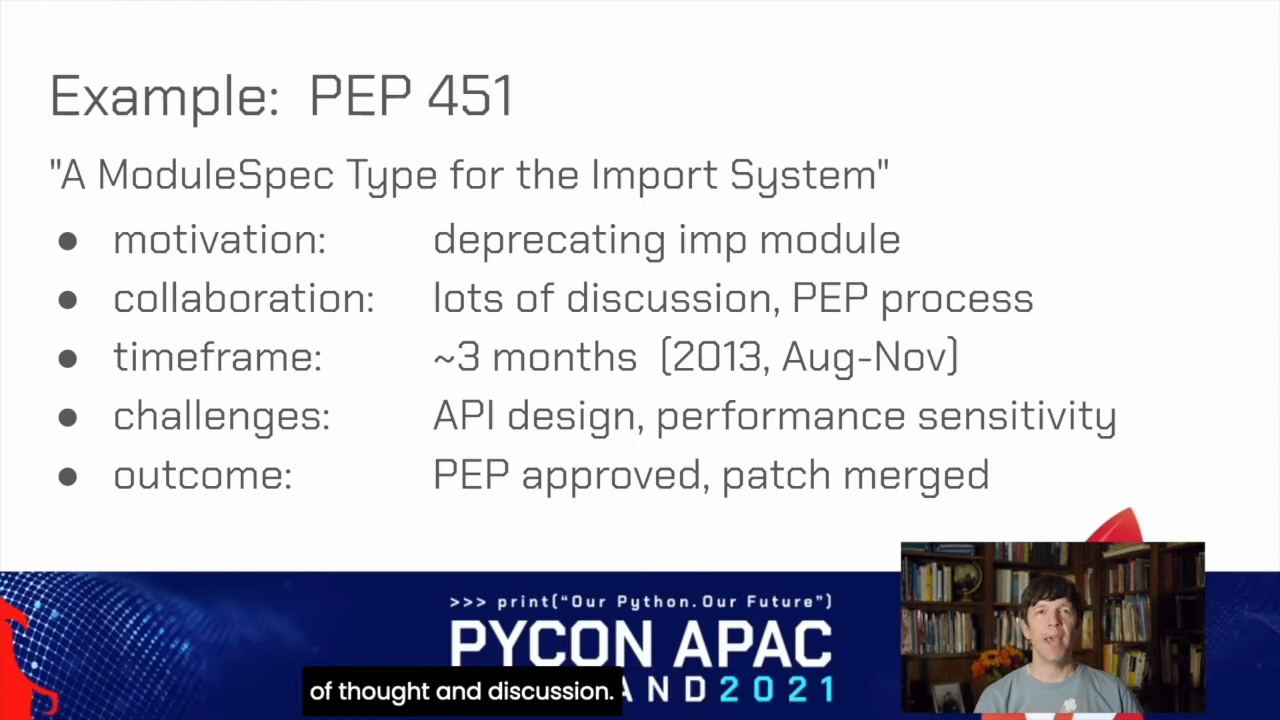 Example: PEP 451
"A ModuleSpec Type for the Import System"
● motivation: deprecating imp module
● collaboration: lots of discussion, PEP process
● timeframe: ~3 months (2013, Aug-Nov)
● challenges: API design, performance sensitivity
● outcome: PEP approved, patch merged
>>> print("Our Python.Our Future")
PYCON APAC
AND 2021
of thought and discussion.